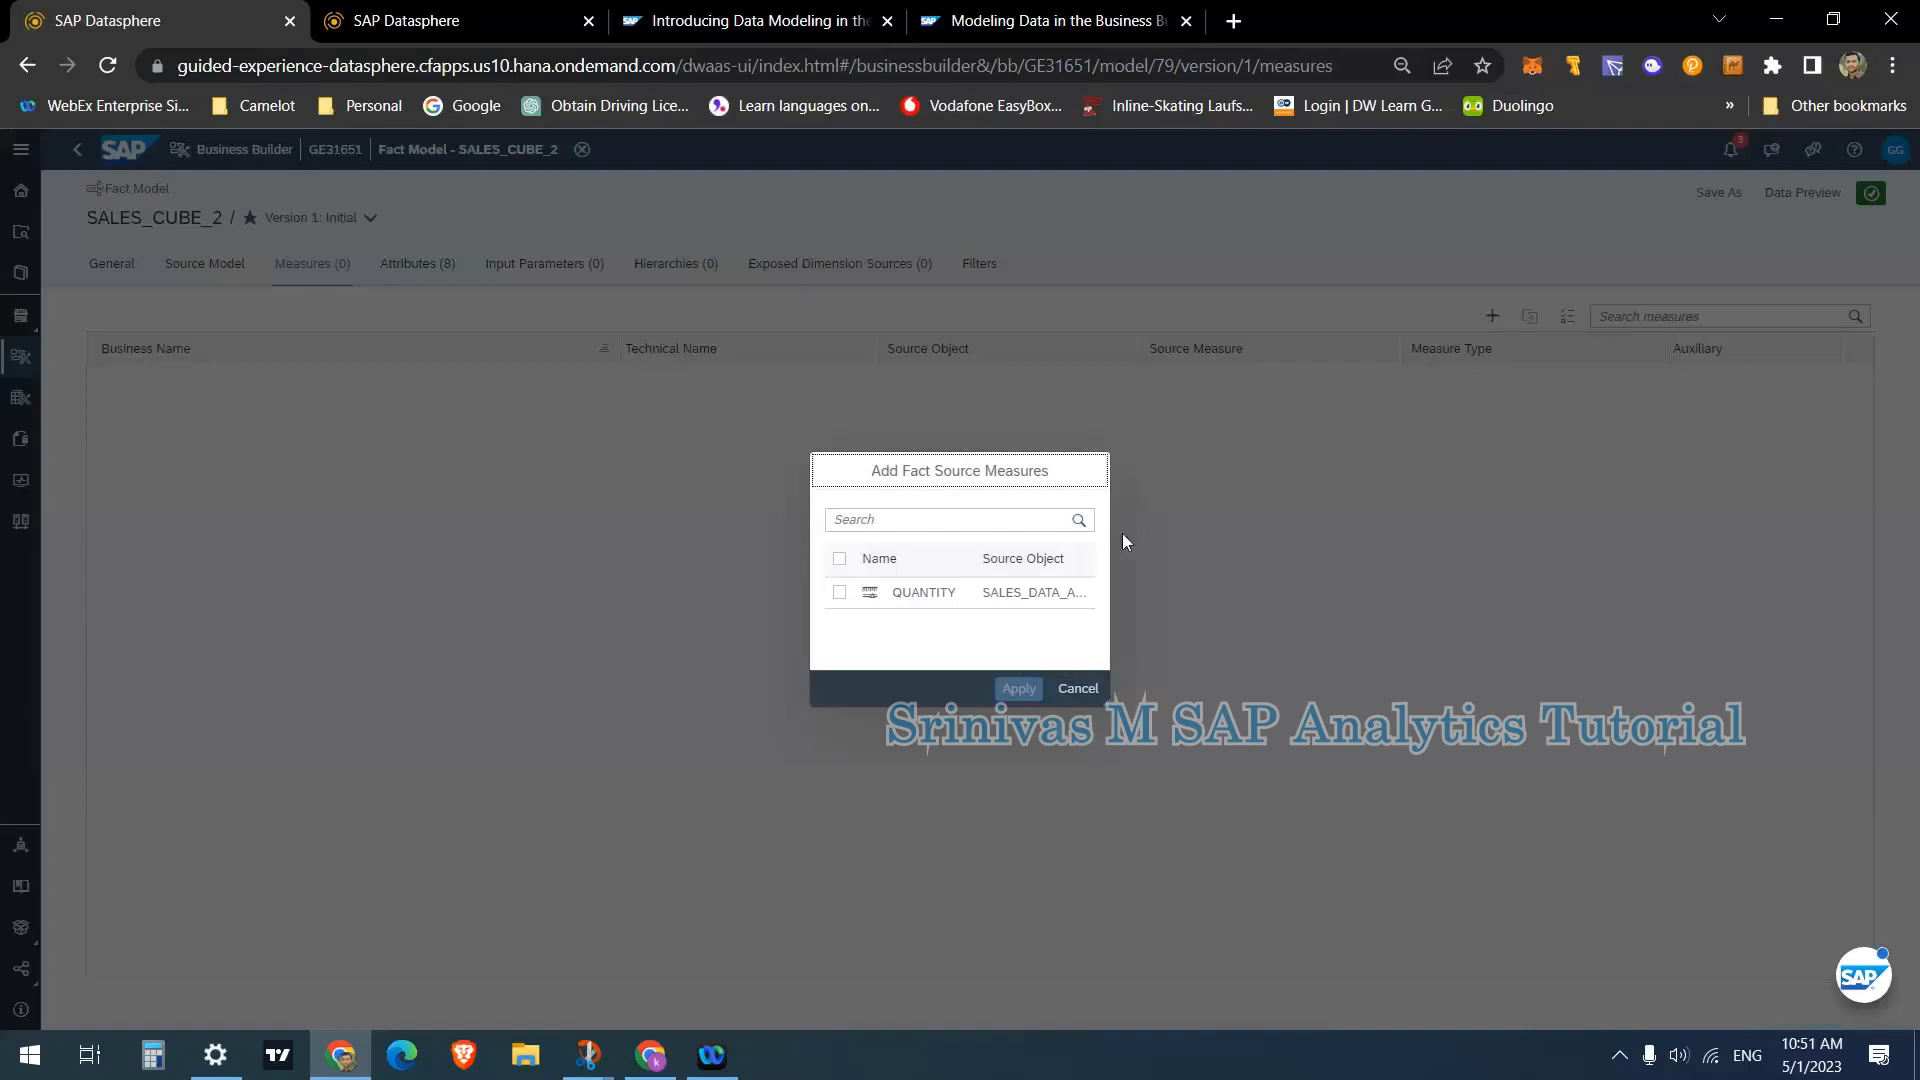 SAP Datasphere
SAP Datasphere
Introducing Data Modeling in the
Modeling Data in the Business B
guided-experience-datasphere.cfapps.us10.hana.ondemand.com/dwaas-ui/index.html#/businessbuilder&/bb/GE31651/model/79/version/1/measures
WebEx Enterprise Si...
Camelot
Personal
Google
Obtain Driving Lice...
Learn languages on...
Vodafone EasyBox...
Inline-Skating Laufs...
Login | DW Learn G...
Duolingo
»
Other bookmarks
SAP
Business Builder
GE31651
Fact Model - SALES_CUBE_2
3
GG
Fact Model
Save As
Data Preview
SALES_CUBE_2 /
Version 1: Initial
General
Source Model
Measures (0)
Attributes (8)
Input Parameters (0)
Hierarchies (0)
Exposed Dimension Sources (0)
Filters
Search measures
Business Name
Technical Name
Source Object
Source Measure
Measure Type
Auxiliary
Add Fact Source Measures
Search
Name
Source Object
QUANTITY
SALES_DATA_A...
Apply
Cancel
Srinivas M SAP Analytics Tutorial
SAP
k
ENG
10:51 AM
5/1/2023